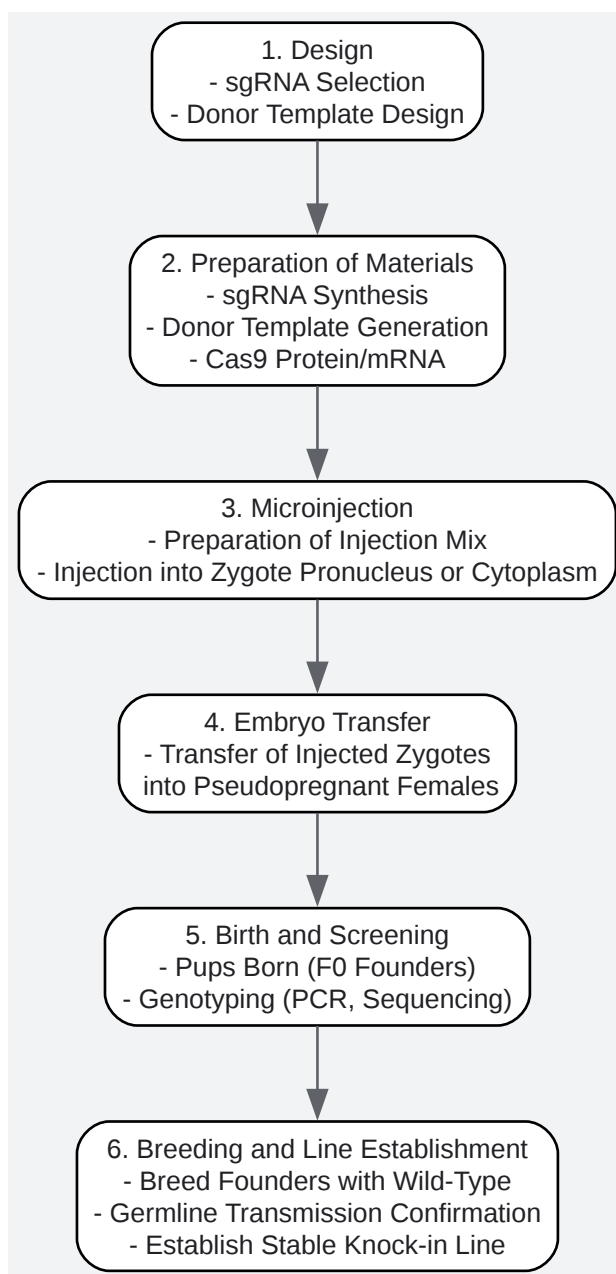 1. Design
- sgRNA Selection
- Donor Template Design
2. Preparation of Materials
- sgRNA Synthesis
- Donor Template Generation
- Cas9 Protein/mRNA
3. Microinjection
- Preparation of Injection Mix
- Injection into Zygote Pronucleus or Cytoplasm
4. Embryo Transfer
- Transfer of Injected Zygotes
into Pseudopregnant Females
5. Birth and Screening
- Pups Born (F0 Founders)
- Genotyping (PCR, Sequencing)
6. Breeding and Line Establishment
- Breed Founders with Wild-Type
- Germline Transmission Confirmation
- Establish Stable Knock-in Line